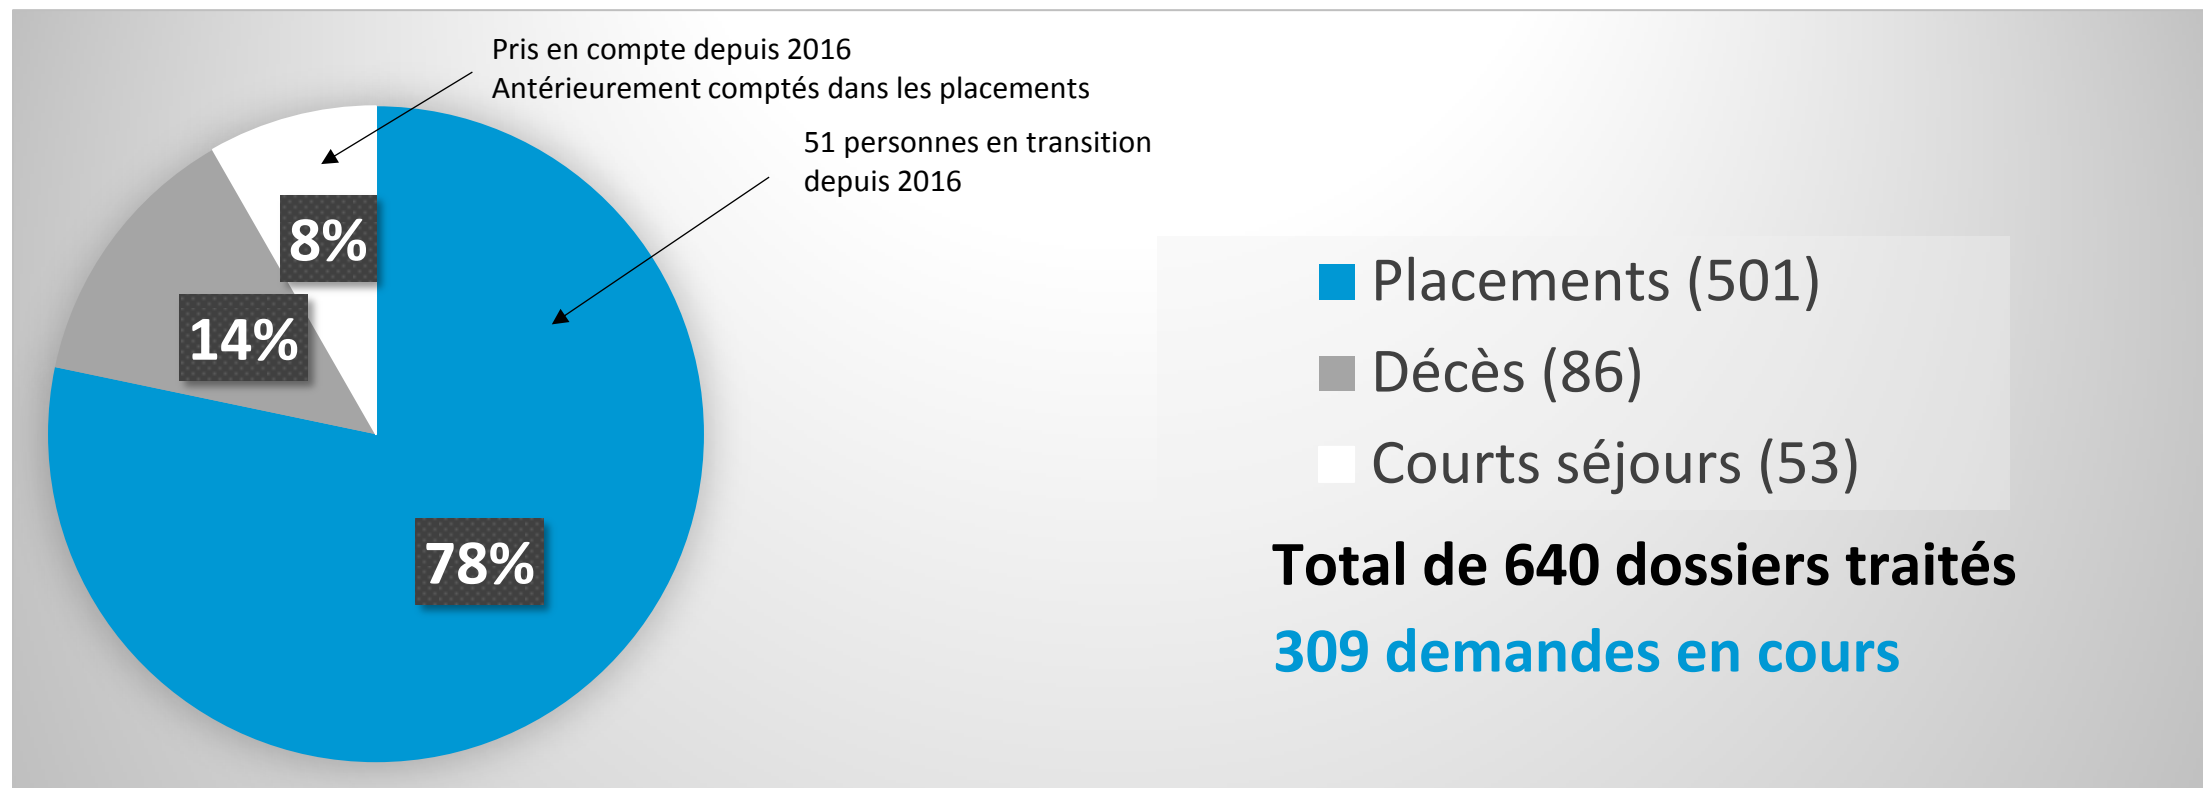 Pris en compte depuis 2016
Antérieurement comptés dans les placements
51 personnes en transition
depuis 2016
8%
14%
78%
Placements (501)
Décès (86)
Courts séjours (53)
Total de 640 dossiers traités
309 demandes en cours